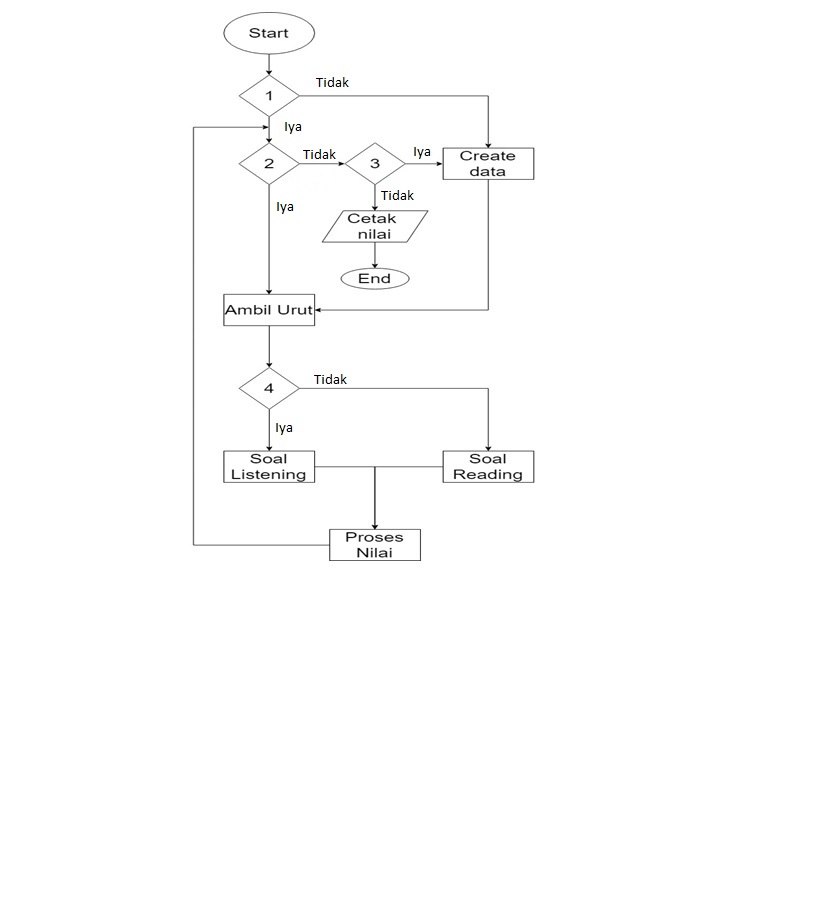 Start
Tidak
1
Iya
2
Tidak
3
Iya
Create
data
Iya
Tidak
Cetak
nilai
End
Ambil Urut
4
Tidak
Iya
Soal
Listening
Soal
Reading
Proses
Nilai